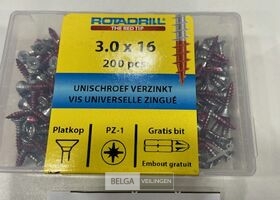 ROTADRILL
THE RED TIP
3.0 x 16
200 pcs.
UNISCHROEF VERZINKT
VIS UNIVERSELLE ZINGUÉ
Platkop PZ-1 Gratis bit
Embout gratuit
BELGA VEILINGEN